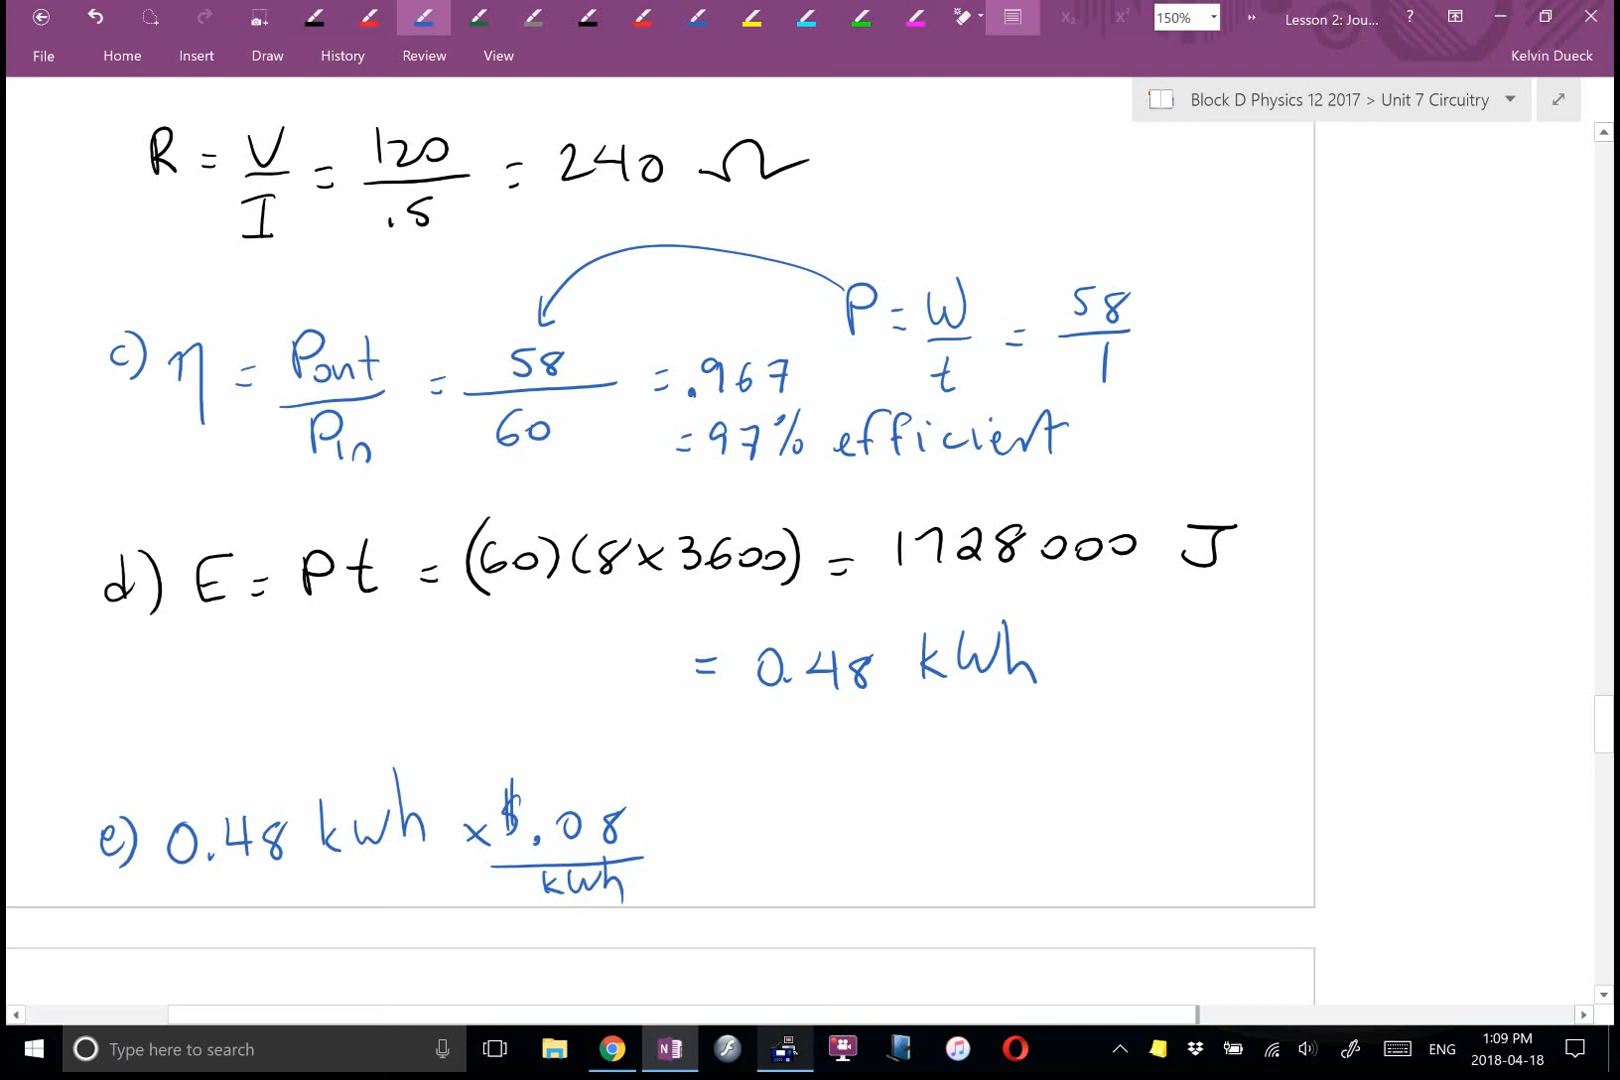 150%
Lesson 2: Jou...
?
File Home Insert Draw History Review View
Kelvin Dueck
Block D Physics 12 2017 > Unit 7 Circuitry
R = V/I = 120/.5 = 240 Ω
P = W/t = 58/1
c) η = Pout/Pin = 58/60 = .967
= 97% efficient
d) E = Pt = (60)(8 x 3600) = 1728000 J
= 0.48 kWh
e) 0.48 kwh x $.08/kWh
Type here to search
ENG
1:09 PM
2018-04-18